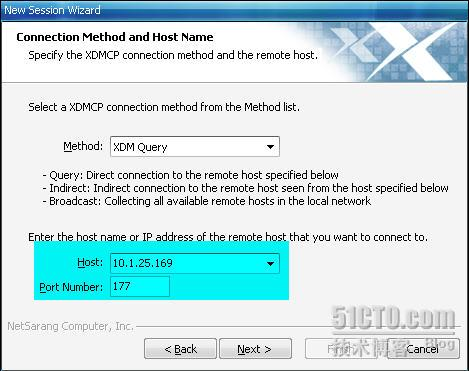 New Session Wizard
Connection Method and Host Name
Specify the XDMCP connection method and the remote host.
Select a XDMCP connection method from the Method list.
Method: XDM Query
- Query: Direct connection to the remote host specified below
- Indirect: Indirect connection to the remote host seen from the host specified below
- Broadcast: Collecting all available remote hosts in the local network
Enter the host name or IP address of the remote host that you want to connect to.
Host: 10.1.25.169
Port Number: 177
NetSarang Computer, Inc.
51CTO.com
技术博客 Blog
< Back Next > Cancel